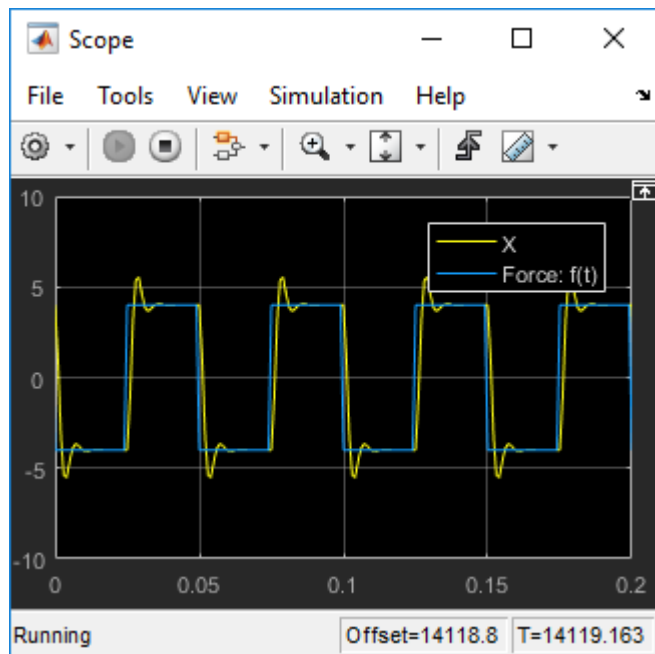 Scope
File Tools View Simulation Help
10
X
Force: f(t)
5
0
-5
-10
0 0.05 0.1 0.15 0.2
Running Offset=14118.8 T=14119.163